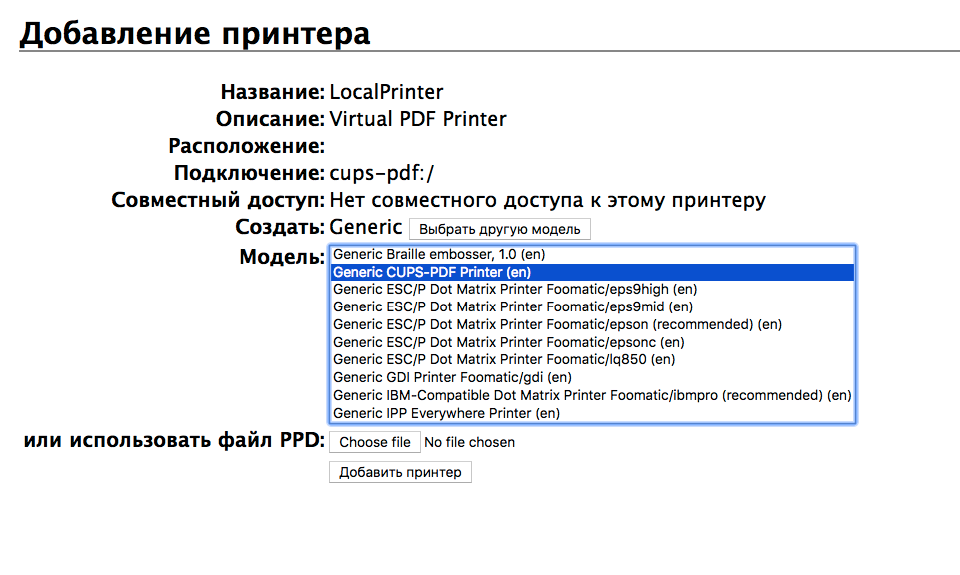 Добавление принтера
Название: LocalPrinter
Описание: Virtual PDF Printer
Расположение:
Подключение: cups-pdf:/
Совместный доступ: Нет совместного доступа к этому принтеру
Создать: Generic Выбрать другую модель
Модель: Generic Braille embosser, 1.0 (en)
Generic CUPS-PDF Printer (en)
Generic ESC/P Dot Matrix Printer Foomatic/eps9high (en)
Generic ESC/P Dot Matrix Printer Foomatic/eps9mid (en)
Generic ESC/P Dot Matrix Printer Foomatic/epson (recommended) (en)
Generic ESC/P Dot Matrix Printer Foomatic/epsonc (en)
Generic ESC/P Dot Matrix Printer Foomatic/lq850 (en)
Generic GDI Printer Foomatic/gdi (en)
Generic IBM-Compatible Dot Matrix Printer Foomatic/ibmpro (recommended) (en)
Generic IPP Everywhere Printer (en)
или использовать файл PPD: Choose file No file chosen
Добавить принтер